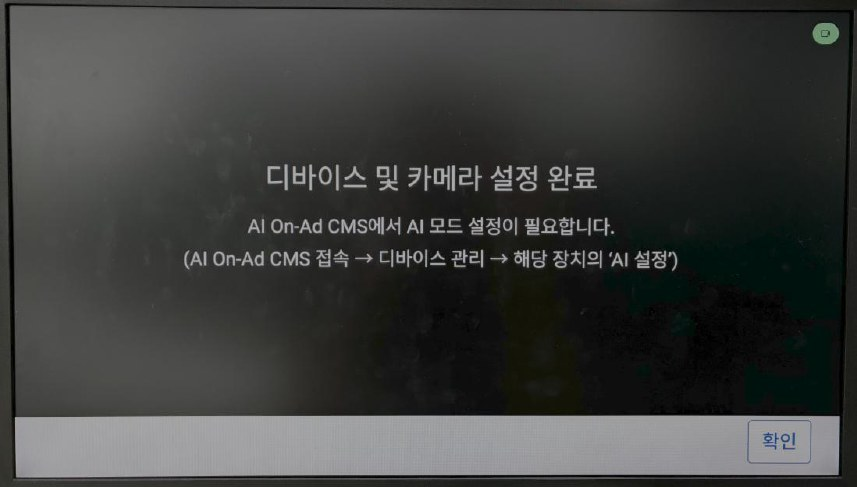 디바이스 및 카메라 설정 완료
AI On-Ad CMS에서 AI 모드 설정이 필요합니다.
(AI On-Ad CMS 접속 → 디바이스 관리 → 해당 장치의 ‘AI 설정’)
확인